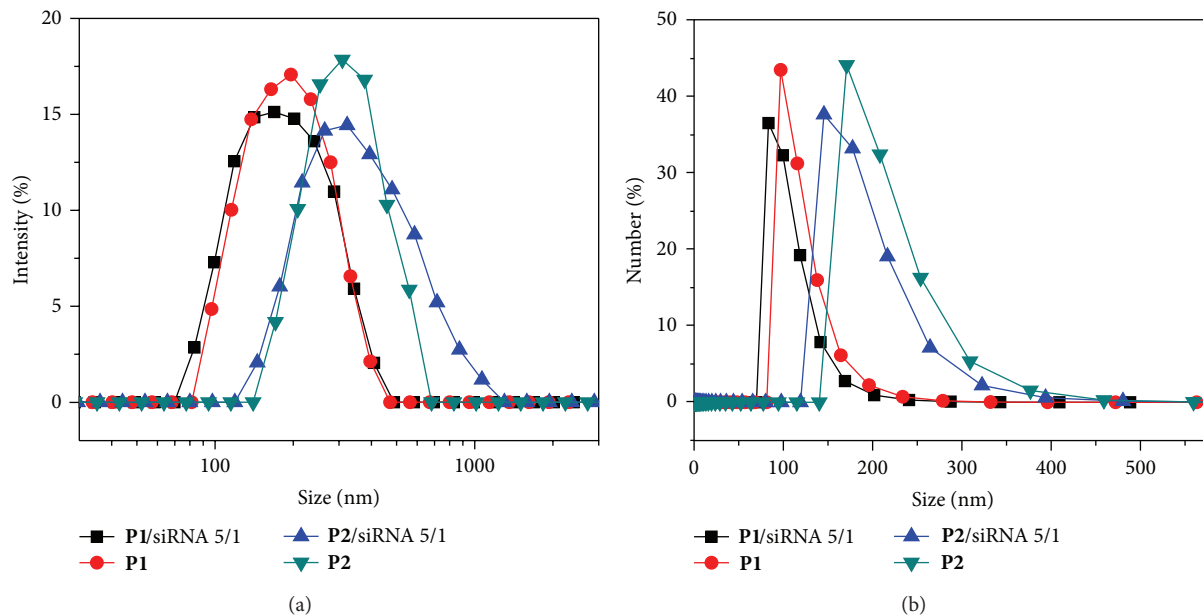 20
15
10
5
0
Intensity (%)
100
1000
Size (nm)
P1/siRNA 5/1
P2/siRNA 5/1
P1
P2
(a)
50
40
30
20
10
0
Number (%)
0
100
200
300
400
500
Size (nm)
P1/siRNA 5/1
P2/siRNA 5/1
P1
P2
(b)